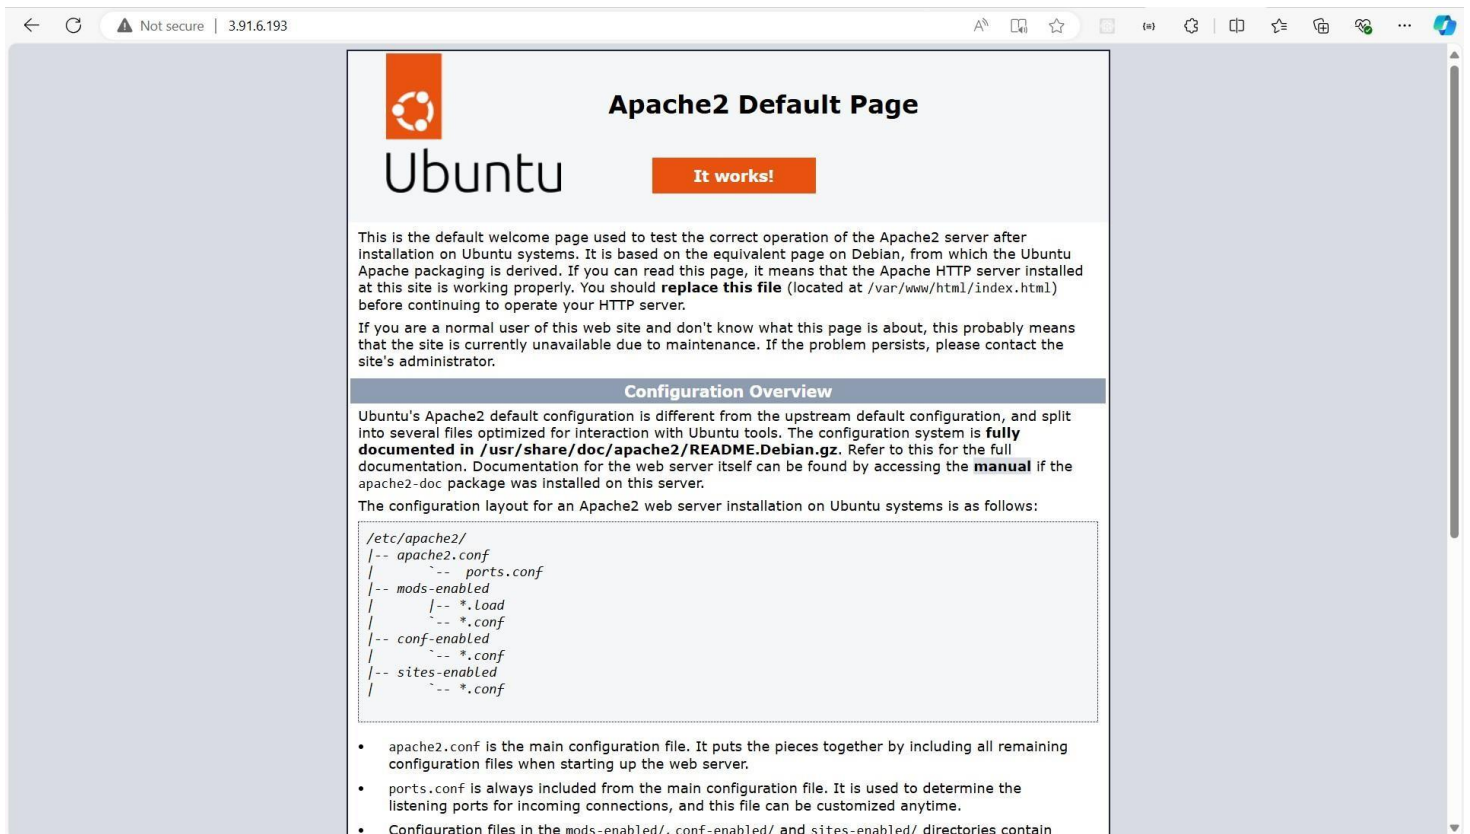 Not secure | 3.91.6.193
Apache2 Default Page
Ubuntu
It works!
This is the default welcome page used to test the correct operation of the Apache2 server after
installation on Ubuntu systems. It is based on the equivalent page on Debian, from which the Ubuntu
Apache packaging is derived. If you can read this page, it means that the Apache HTTP server installed
at this site is working properly. You should replace this file (located at /var/www/html/index.html)
before continuing to operate your HTTP server.
If you are a normal user of this web site and don't know what this page is about, this probably means
that the site is currently unavailable due to maintenance. If the problem persists, please contact the
site's administrator.
Configuration Overview
Ubuntu's Apache2 default configuration is different from the upstream default configuration, and split
into several files optimized for interaction with Ubuntu tools. The configuration system is fully
documented in /usr/share/doc/apache2/README.Debian.gz. Refer to this for the full
documentation. Documentation for the web server itself can be found by accessing the manual if the
apache2-doc package was installed on this server.
The configuration layout for an Apache2 web server installation on Ubuntu systems is as follows:
/etc/apache2/
|-- apache2.conf
|       `--  ports.conf
|-- mods-enabled
|       |-- *.load
|       `-- *.conf
|-- conf-enabled
|       `-- *.conf
|-- sites-enabled
|       `-- *.conf
• apache2.conf is the main configuration file. It puts the pieces together by including all remaining
configuration files when starting up the web server.
• ports.conf is always included from the main configuration file. It is used to determine the
listening ports for incoming connections, and this file can be customized anytime.
• Configuration files in the mods-enabled/, conf-enabled/ and sites-enabled/ directories contain